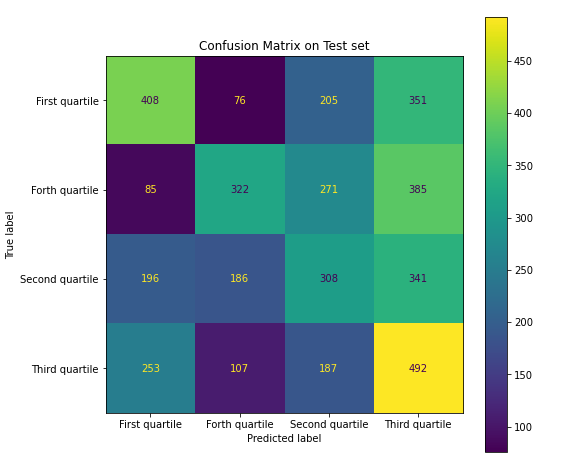 Confusion Matrix on Test set
True label
First quartile 408 76 205 351
Forth quartile 85 322 271 385
Second quartile 196 186 308 341
Third quartile 253 107 187 492
First quartile Forth quartile Second quartile Third quartile
Predicted label
450
400
350
300
250
200
150
100